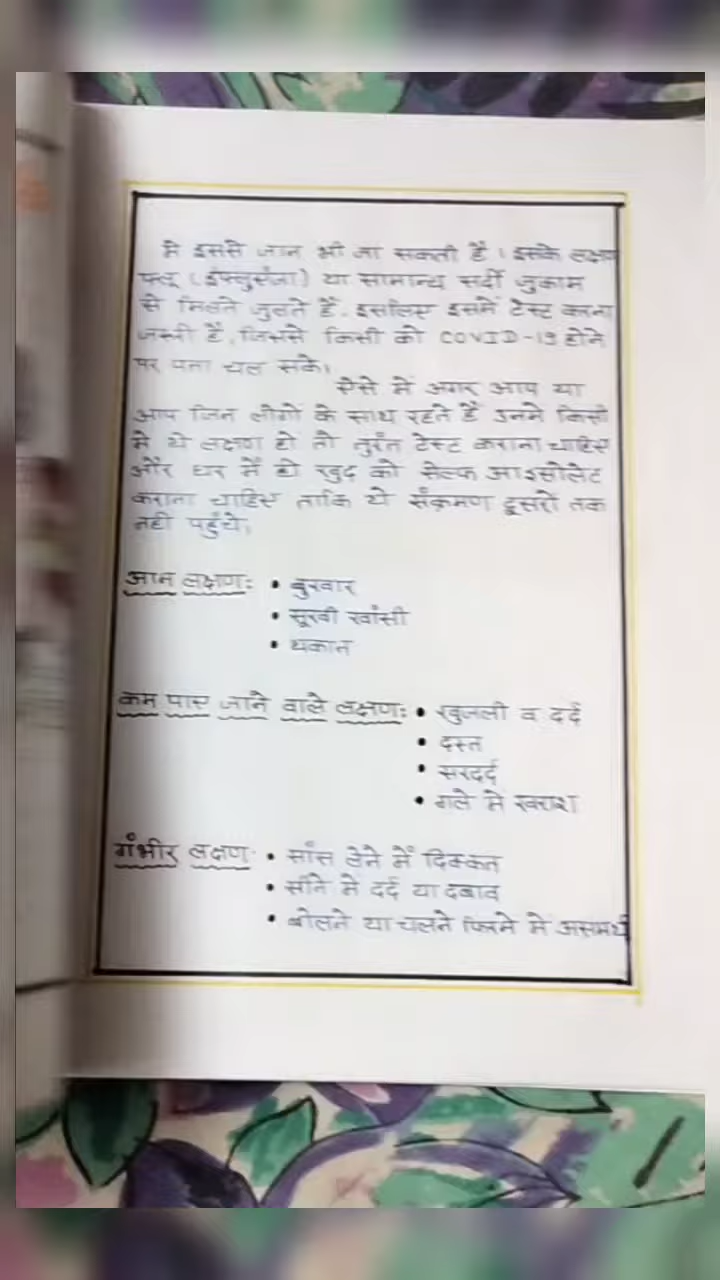 मे इससे जान भी जा सकती है। इसके लक्षण
फ्लू (इंफ्लुएंजा) या सामान्य सर्दी जुकाम
से मिलते जुलते हैं. इसलिए इसमें टेस्ट करना
जरूरी है, जिससे किसी को COVID-19 होने
पर पता चल सके।
ऐसे में अगर आप या
आप जिन लोगों के साथ रहते हैं उनमे किसी
मे ये लक्षण हो तो तुरंत टेस्ट कराना चाहिए
और घर में ही खुद को सेल्फ आइसोलेट
कराना चाहिए ताकि ये संक्रमण दूसरों तक
नही पहुंचे।
आम लक्षण: • बुखार
• सूखी खाँसी
• थकान
कम पाए जाने वाले लक्षण: • खुजली व दर्द
• दस्त
• सरदर्द
• गले मे खराश
गंभीर लक्षण: • सांस लेने में दिक्कत
• सीने मे दर्द या दबाव
• बोलने या चलने फिरने मे असमर्थ